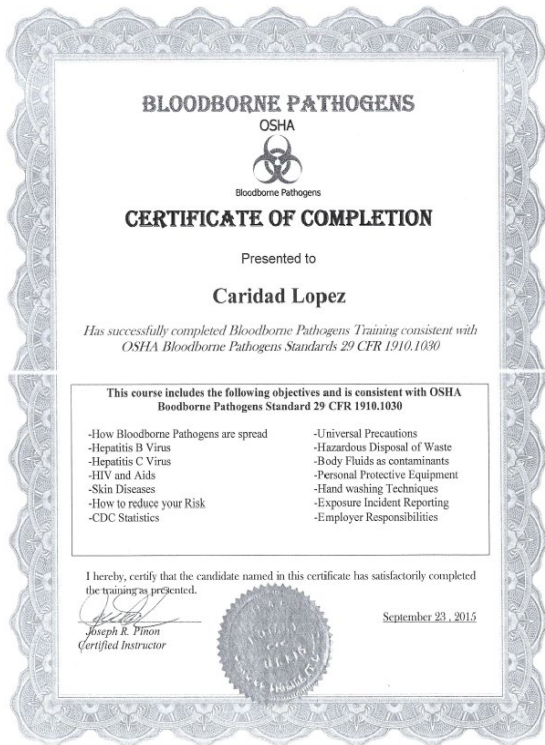 BLOODBORNE PATHOGENS
OSHA
Bloodborne Pathogens
CERTIFICATE OF COMPLETION
Presented to
Caridad Lopez
Has successfully completed Bloodborne Pathogens Training consistent with
OSHA Bloodborne Pathogens Standards 29 CFR 1910.1030
This course includes the following objectives and is consistent with OSHA
Boodborne Pathogens Standard 29 CFR 1910.1030
-How Bloodborne Pathogens are spread
-Hepatitis B Virus
-Hepatitis C Virus
-HIV and Aids
-Skin Diseases
-How to reduce your Risk
-CDC Statistics
-Universal Precautions
-Hazardous Disposal of Waste
-Body Fluids as contaminants
-Personal Protective Equipment
-Hand washing Techniques
-Exposure Incident Reporting
-Employer Responsibilities
I hereby, certify that the candidate named in this certificate has satisfactorily completed
the training as presented.
Joseph R. Pinon
Certified Instructor
September 23 , 2015